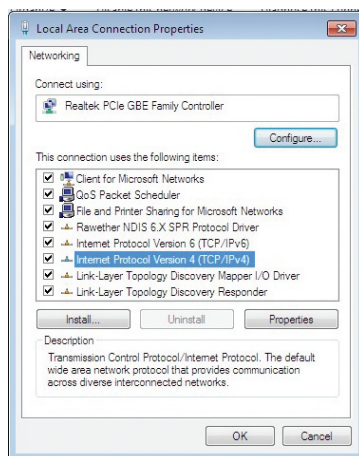 Local Area Connection Properties
Networking
Connect using:
Realtek PCIe GBE Family Controller
Configure...
This connection uses the following items:
Client for Microsoft Networks
QoS Packet Scheduler
File and Printer Sharing for Microsoft Networks
Rawether NDIS 6.X SPR Protocol Driver
Internet Protocol Version 6 (TCP/IPv6)
Internet Protocol Version 4 (TCP/IPv4)
Link-Layer Topology Discovery Mapper I/O Driver
Link-Layer Topology Discovery Responder
Install... Uninstall Properties
Description
Transmission Control Protocol/Internet Protocol. The default
wide area network protocol that provides communication
across diverse interconnected networks.
OK Cancel